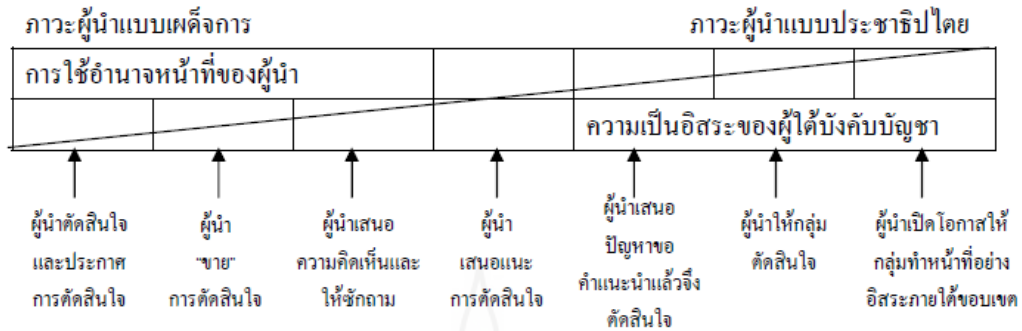 ภาวะผู้นำแบบเผด็จการ
ภาวะผู้นำแบบประชาธิปไตย
การใช้อำนาจหน้าที่ของผู้นำ
ความเป็นอิสระของผู้ใต้บังคับบัญชา
ผู้นำตัดสินใจ
และประกาศ
การตัดสินใจ
ผู้นำ
"ขาย"
การตัดสินใจ
ผู้นำเสนอ
ความคิดเห็นและ
ให้ซักถาม
ผู้นำ
เสนอแนะ
การตัดสินใจ
ผู้นำเสนอ
ปัญหาขอ
คำแนะนำแล้วจึง
ตัดสินใจ
ผู้นำให้กลุ่ม
ตัดสินใจ
ผู้นำเปิดโอกาสให้
กลุ่มทำหน้าที่อย่าง
อิสระภายใต้ขอบเขต